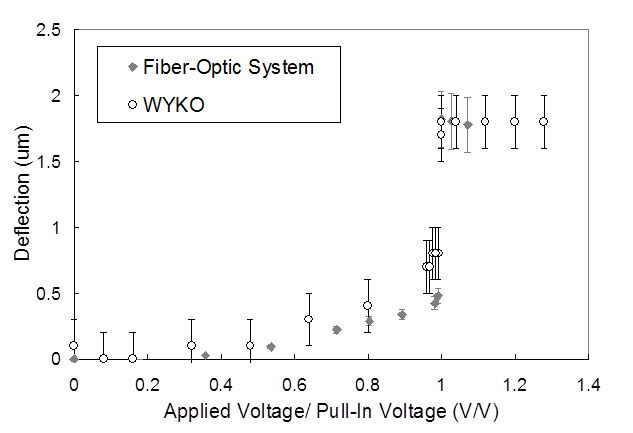 2.5
Fiber-Optic System
WYKO
2
1.5
1
0.5
0
Deflection (um)
0 0.2 0.4 0.6 0.8 1 1.2 1.4
Applied Voltage/ Pull-In Voltage (V/V)